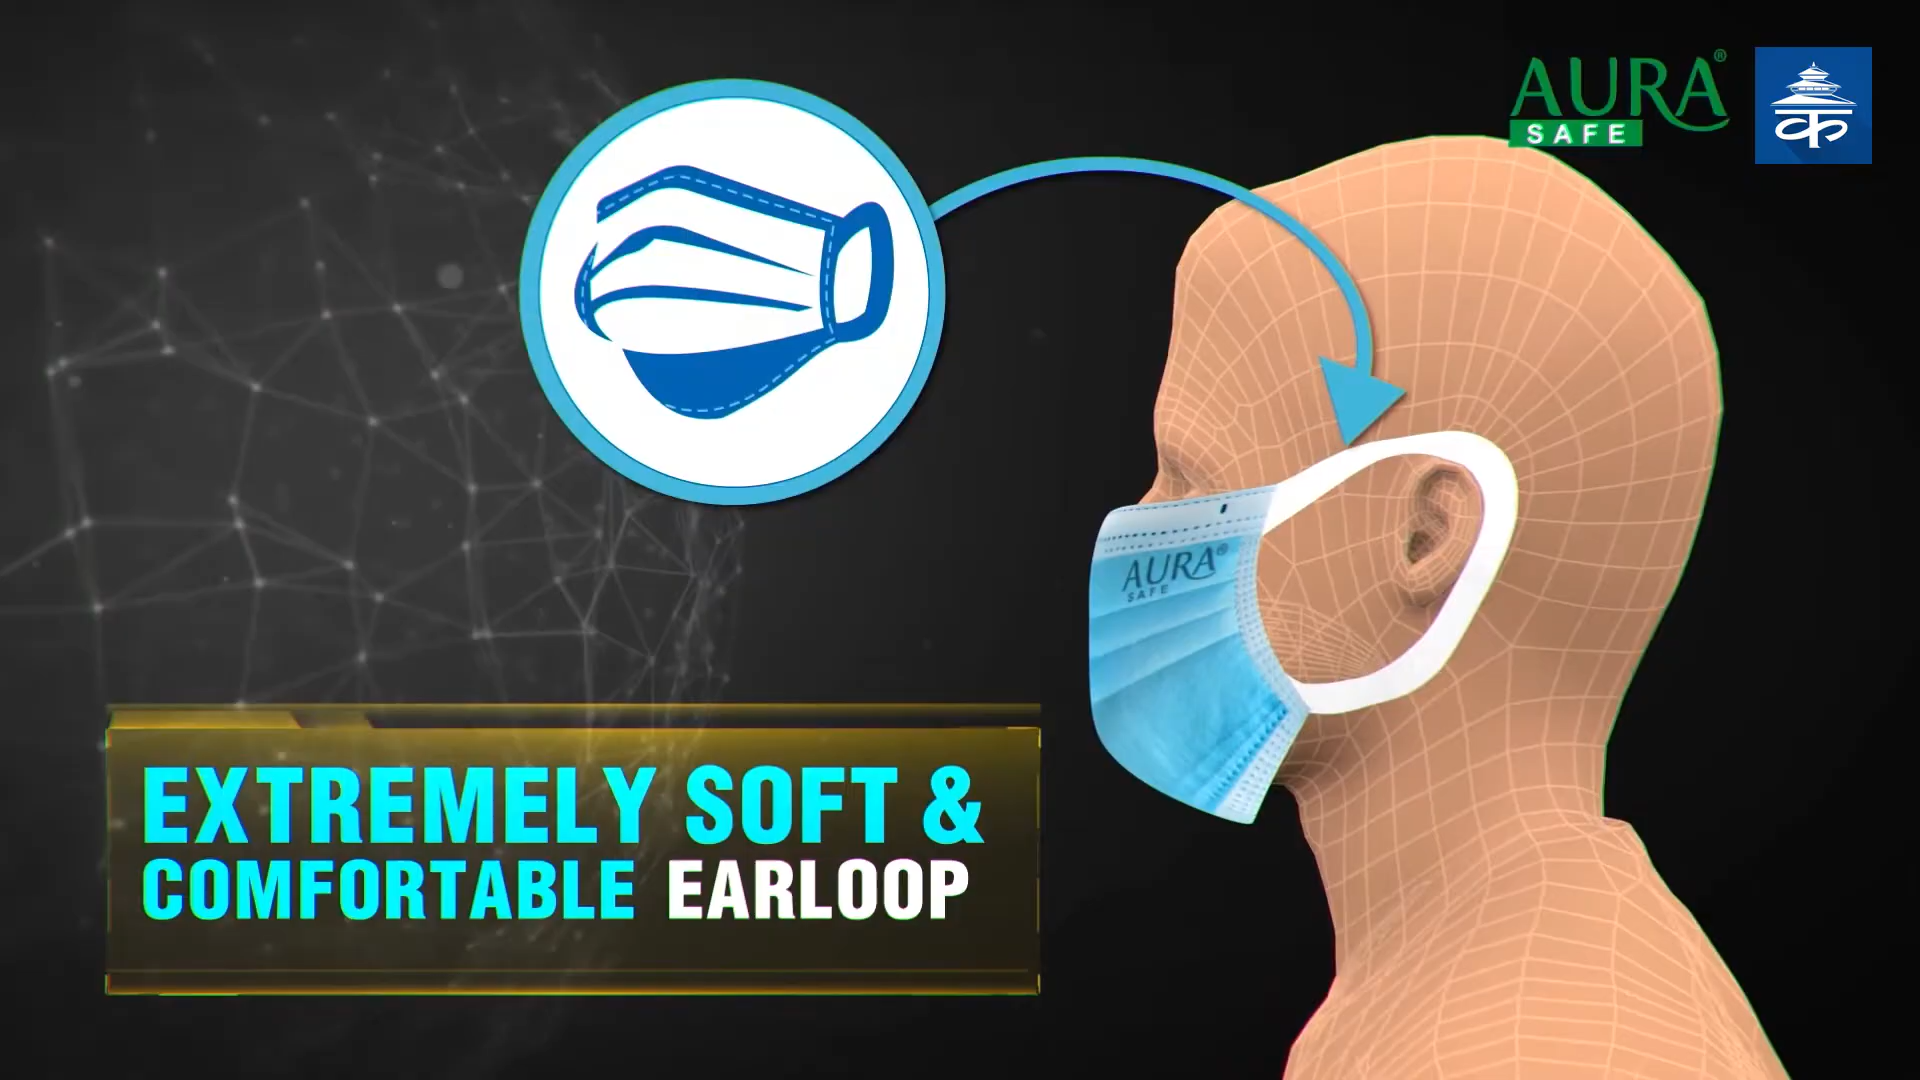 AURA®
SAFE
क
AURA®
SAFE
EXTREMELY SOFT &
COMFORTABLE EARLOOP